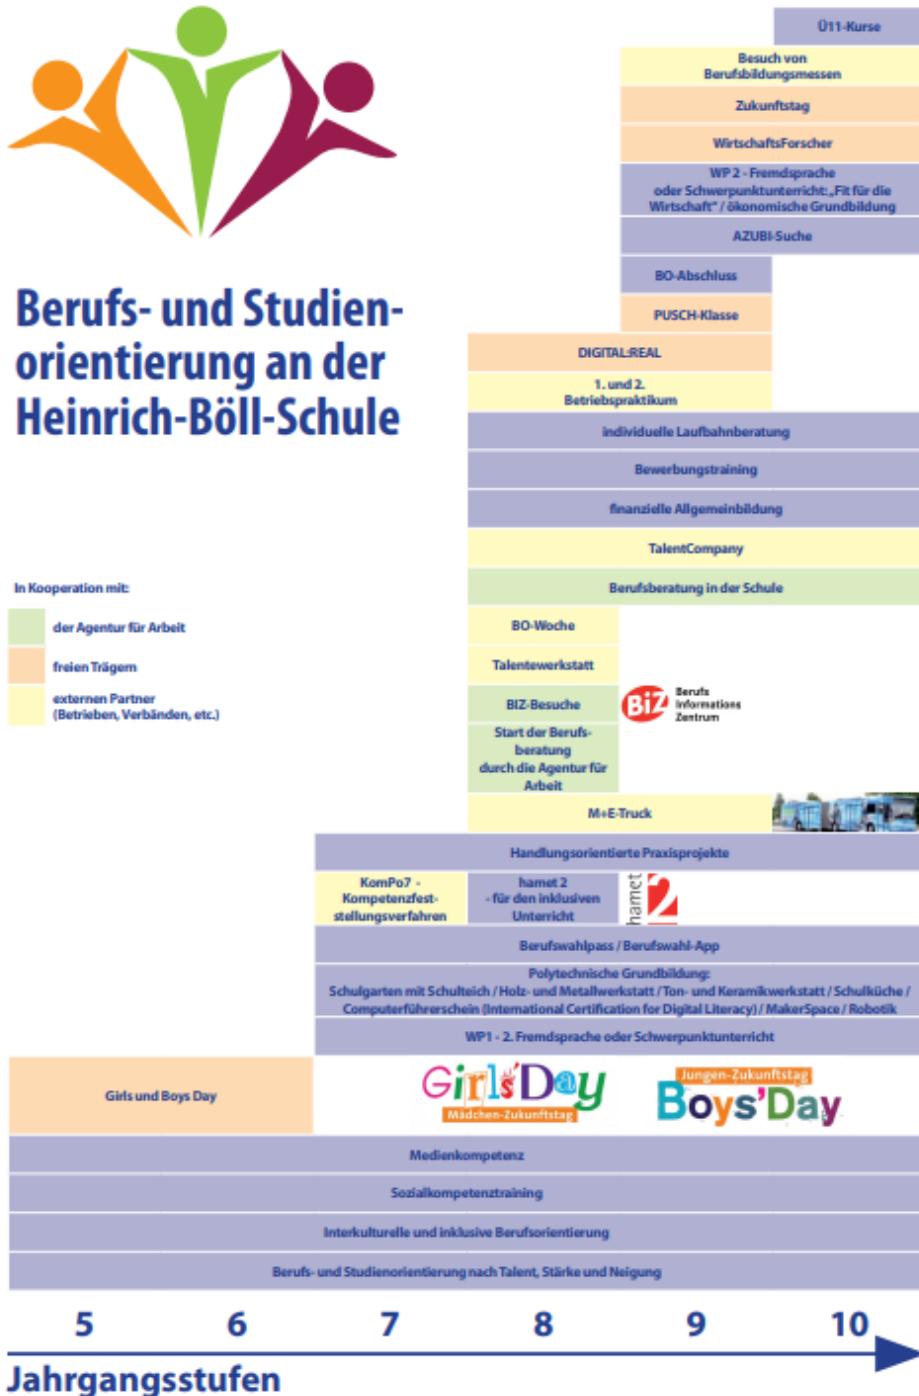 Ü11-Kurse
Besuch von
Berufsbildungsmessen
Zukunftstag
WirtschaftsForscher
WP 2 - Fremdsprache
oder Schwerpunktunterricht: „Fit für die
Wirtschaft" / ökonomische Grundbildung
AZUBI-Suche
BO-Abschluss
PUSCH-Klasse
Berufs- und Studien-
orientierung an der
Heinrich-Böll-Schule
DIGITAL:REAL
1. und 2.
Betriebspraktikum
individuelle Laufbahnberatung
Bewerbungstraining
finanzielle Allgemeinbildung
TalentCompany
Berufsberatung in der Schule
In Kooperation mit:
der Agentur für Arbeit
freien Trägern
externen Partner
(Betrieben, Verbänden, etc.)
BO-Woche
Talentewerkstatt
BIZ-Besuche
BiZ
Berufs
Informations
Zentrum
Start der Berufs-
beratung
durch die Agentur für
Arbeit
M+E-Truck
Handlungsorientierte Praxisprojekte
KomPo7 -
Kompetenzfest-
stellungsverfahren
hamet 2
- für den inklusiven
Unterricht
hamet 2
Berufswahlpass / Berufswahl-App
Polytechnische Grundbildung:
Schulgarten mit Schulteich / Holz- und Metallwerkstatt / Ton- und Keramikwerkstatt / Schulküche /
Computerführerschein (International Certification for Digital Literacy) / MakerSpace / Robotik
WP1 - 2. Fremdsprache oder Schwerpunktunterricht
Girls und Boys Day
Girls'Day
Mädchen-Zukunftstag
Jungen-Zukunftstag
Boys'Day
Medienkompetenz
Sozialkompetenztraining
Interkulturelle und inklusive Berufsorientierung
Berufs- und Studienorientierung nach Talent, Stärke und Neigung
5 6 7 8 9 10
Jahrgangsstufen